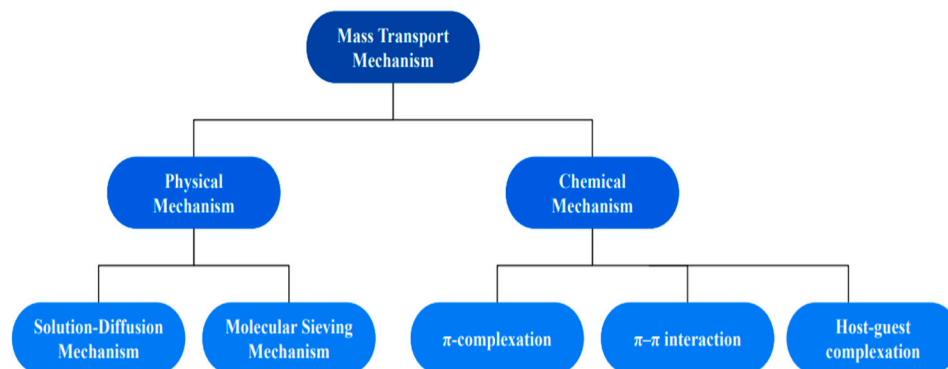 Mass Transport
Mechanism
Physical
Mechanism
Chemical
Mechanism
Solution-Diffusion
Mechanism
Molecular Sieving
Mechanism
π-complexation
π–π interaction
Host-guest
complexation